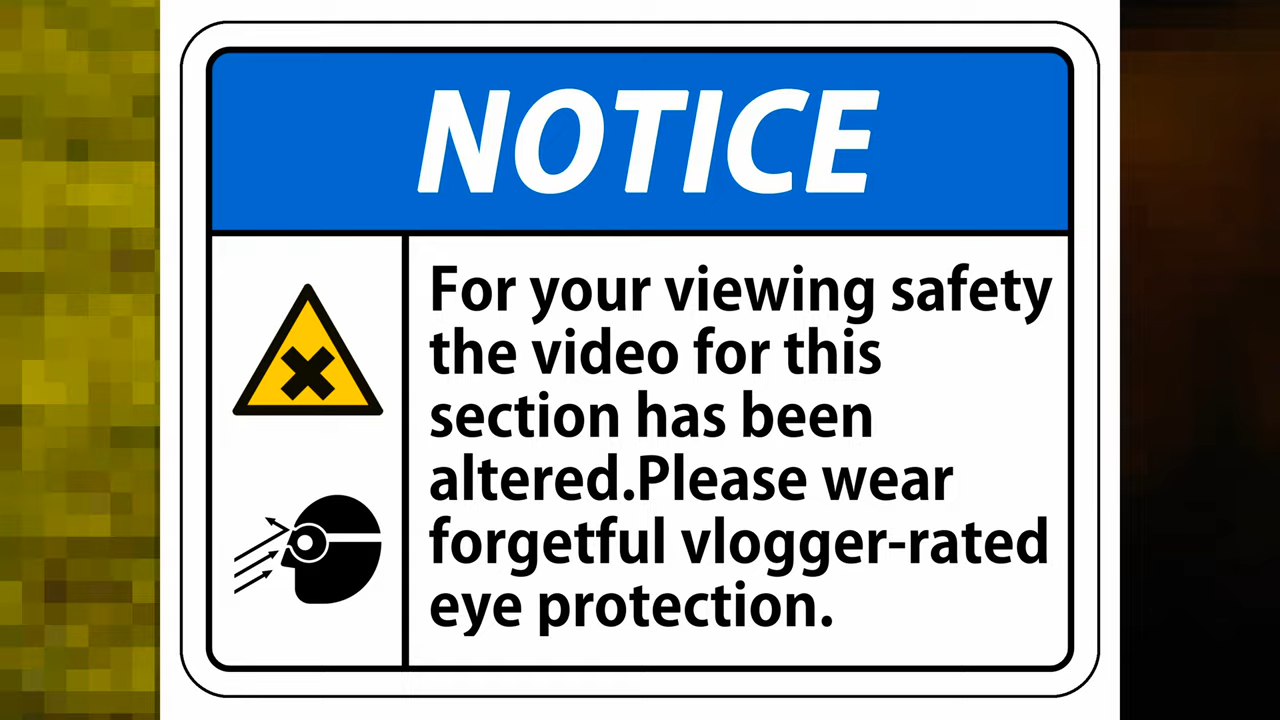 NOTICE
For your viewing safety
the video for this
section has been
altered.Please wear
forgetful vlogger-rated
eye protection.